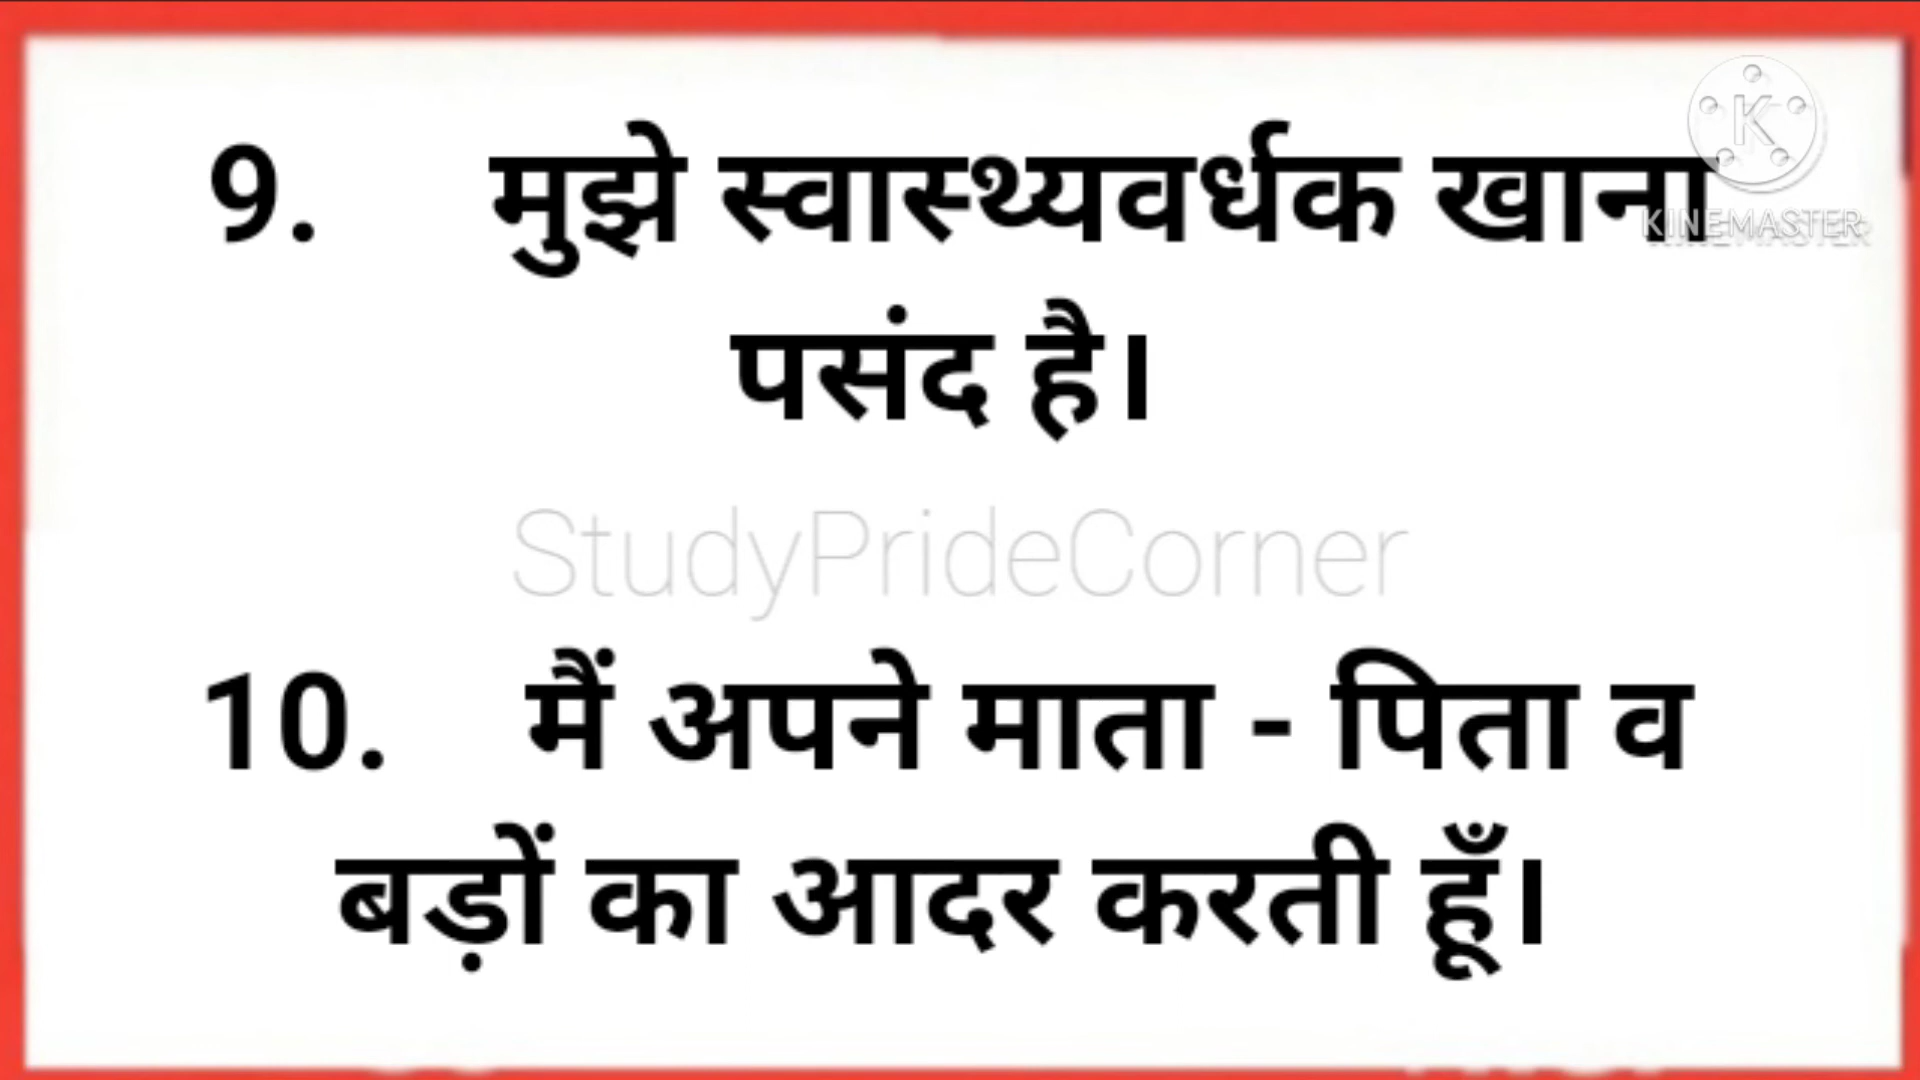 9. मुझे स्वास्थ्यवर्धक खाना
KINEMASTER
पसंद है।
StudyPrideCorner
10. मैं अपने माता - पिता व
बड़ों का आदर करती हूँ।